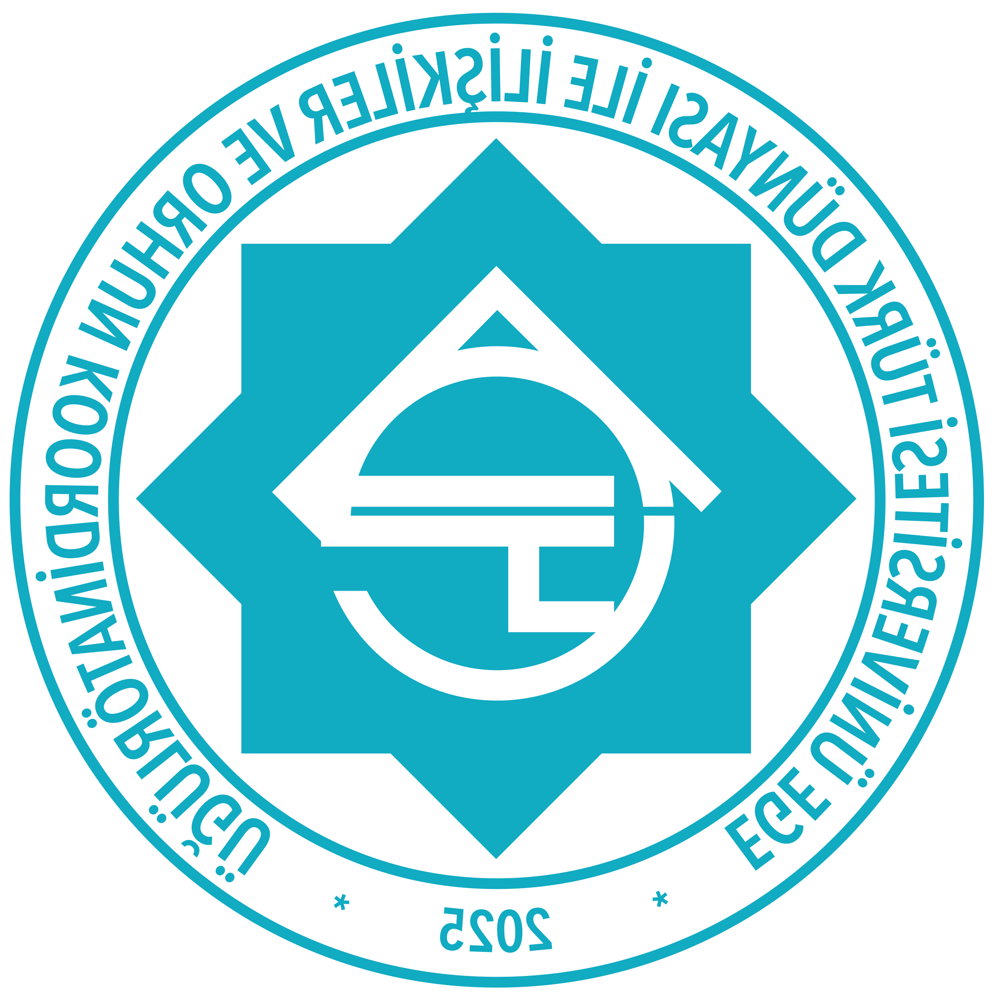 EGE ÜNİVERSİTESİ TÜRK DÜNYASI İLE İLİŞKİLER VE ORHUN KOORDİNATÖRLÜĞÜ
* 2025 *